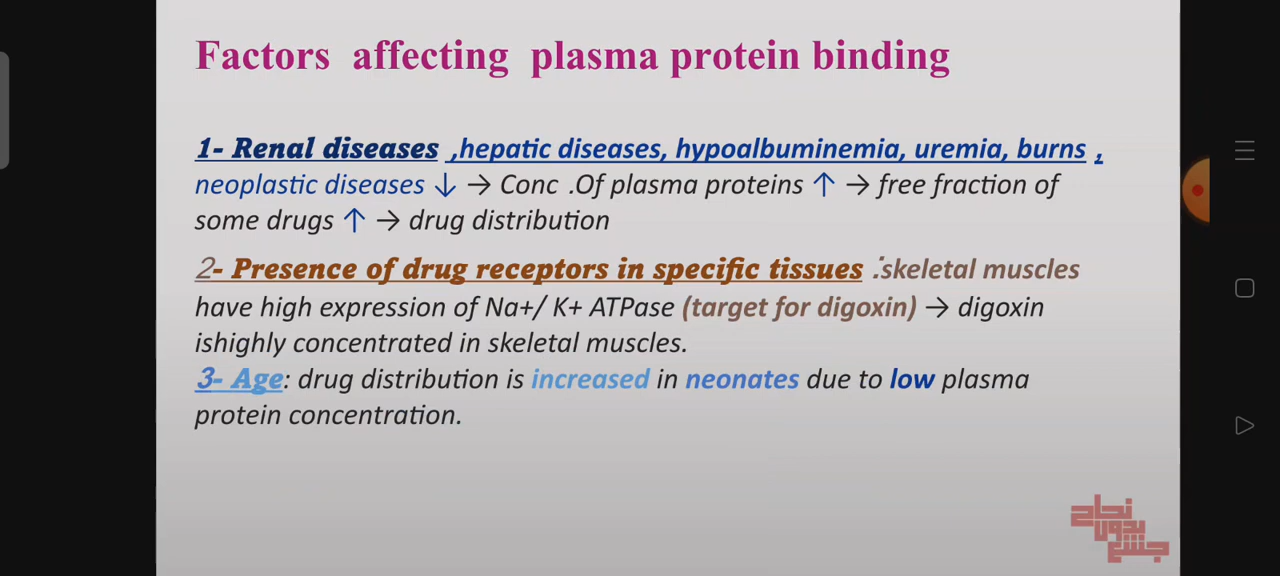 Factors affecting plasma protein binding
1- Renal diseases ,hepatic diseases, hypoalbuminemia, uremia, burns ,
neoplastic diseases ↓ → Conc .Of plasma proteins ↑ → free fraction of
some drugs ↑ → drug distribution
2- Presence of drug receptors in specific tissues :skeletal muscles
have high expression of Na+/ K+ ATPase (target for digoxin) → digoxin
ishighly concentrated in skeletal muscles.
3- Age: drug distribution is increased in neonates due to low plasma
protein concentration.
نجاح
بدون
جشع